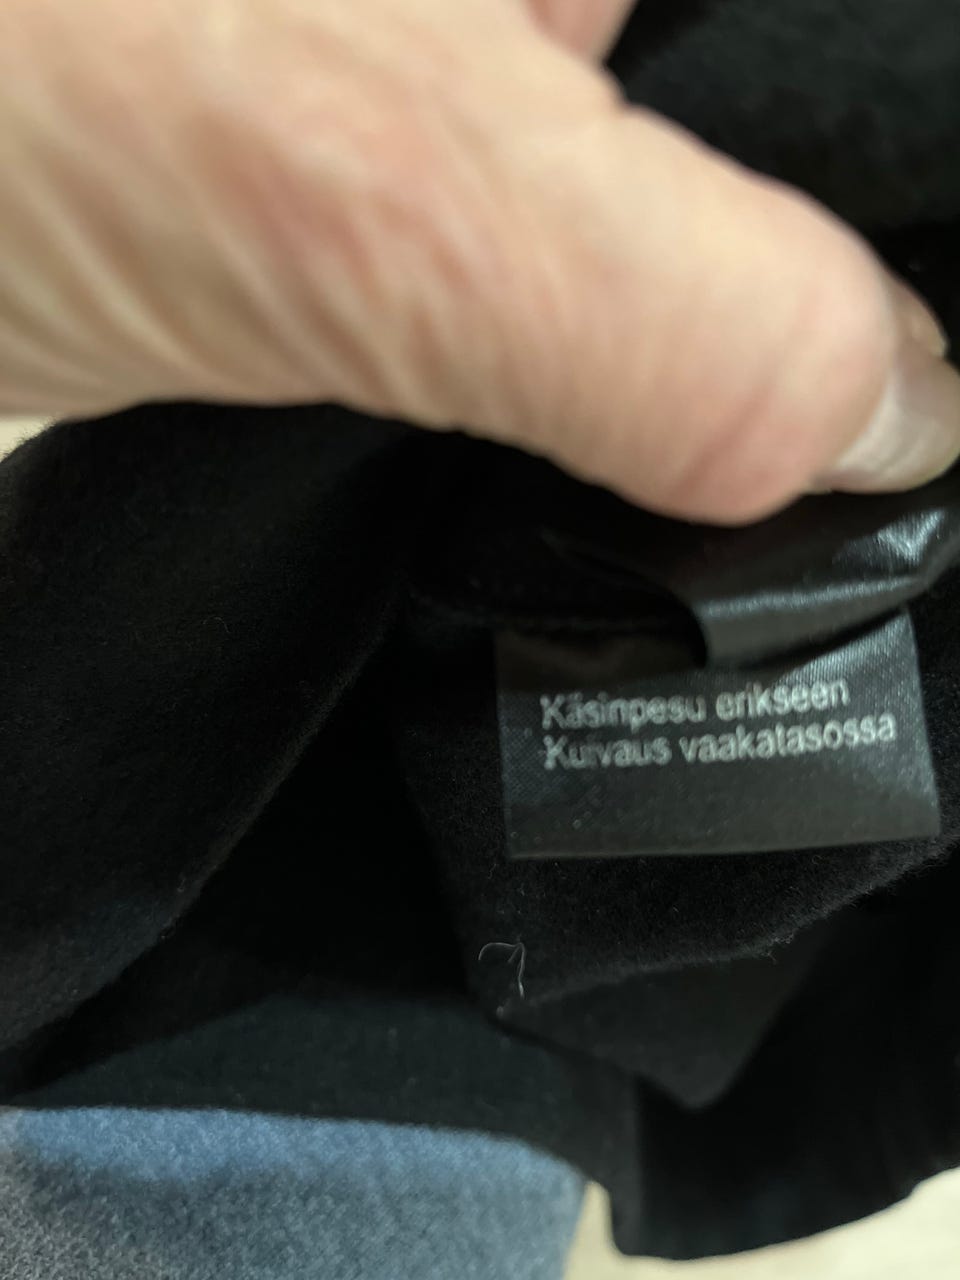 Käsinpesu erikseen
Kuivaus vaakatasossa